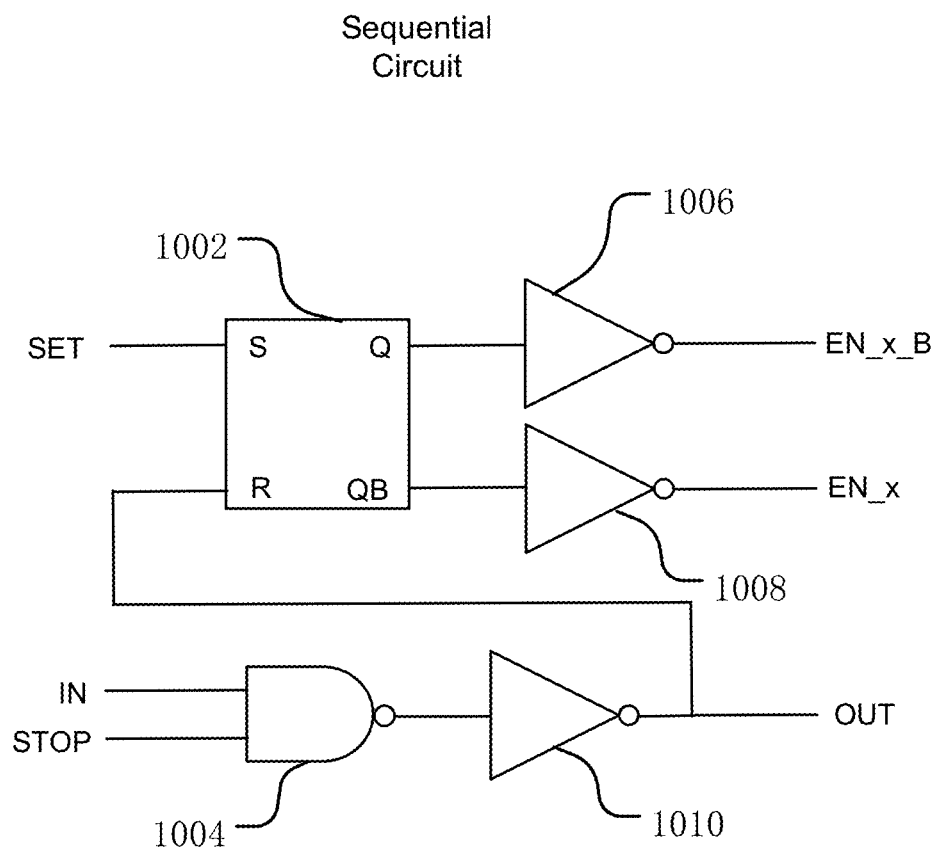 Sequential
Circuit
1006
1002
SET
S
Q
EN_x_B
R
QB
EN_x
1008
IN
STOP
OUT
1004
1010